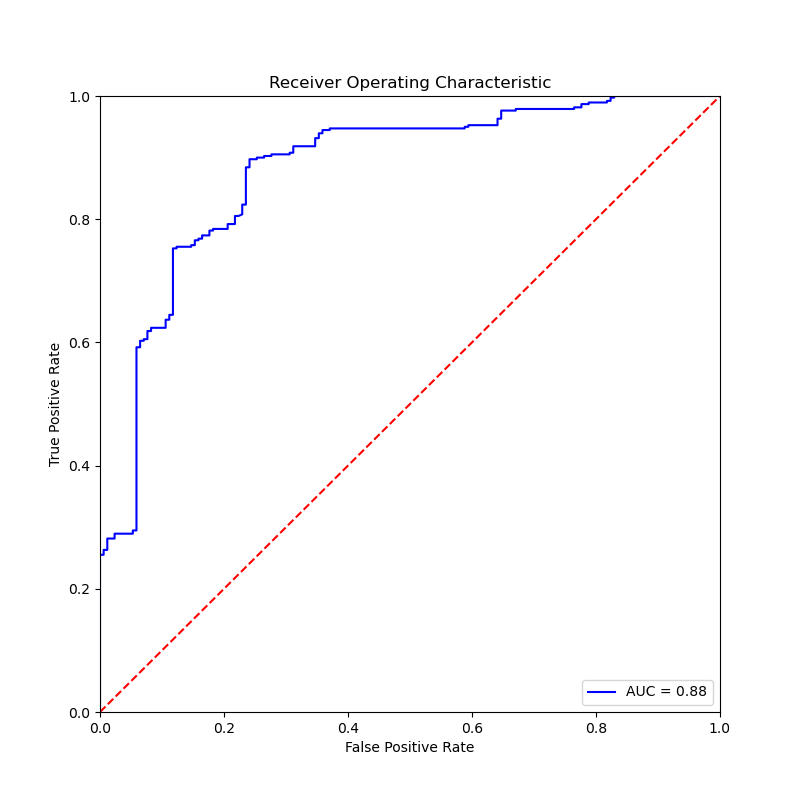 Receiver Operating Characteristic
1.0
0.8
0.6
0.4
0.2
0.0
True Positive Rate
AUC = 0.88
0.0 0.2 0.4 0.6 0.8 1.0
False Positive Rate